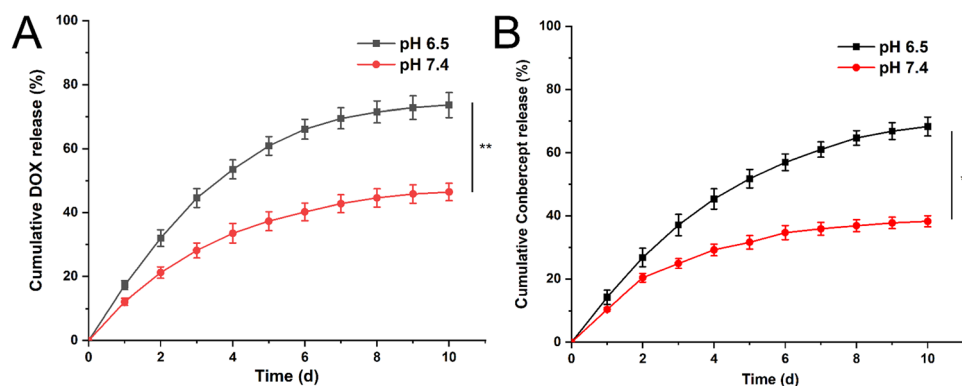 A
Cumulative DOX release (%)
100
80
60
40
20
0
pH 6.5
pH 7.4
**
0 2 4 6 8 10
Time (d)
B
Cumulative Conbercept release (%)
100
80
60
40
20
0
pH 6.5
pH 7.4
0 2 4 6 8 10
Time (d)